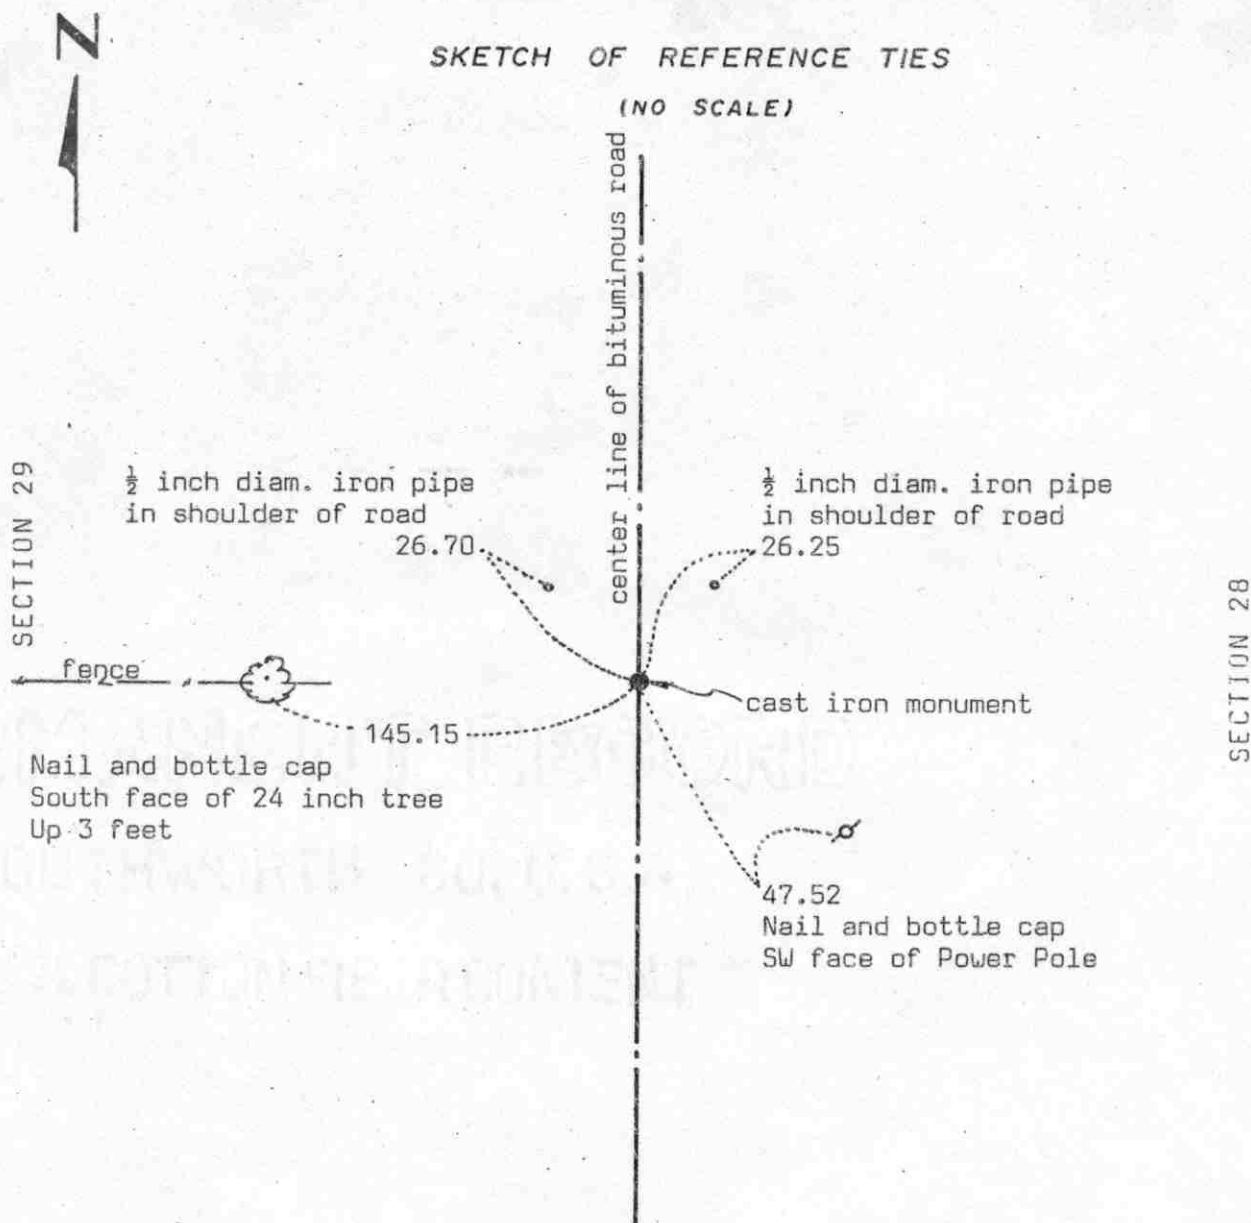 N
SKETCH OF REFERENCE TIES
(NO SCALE)
center line of bituminous road
SECTION 29
½ inch diam. iron pipe
in shoulder of road
26.70
½ inch diam. iron pipe
in shoulder of road
26.25
SECTION 28
fence
cast iron monument
145.15
Nail and bottle cap
South face of 24 inch tree
Up 3 feet
47.52
Nail and bottle cap
SW face of Power Pole